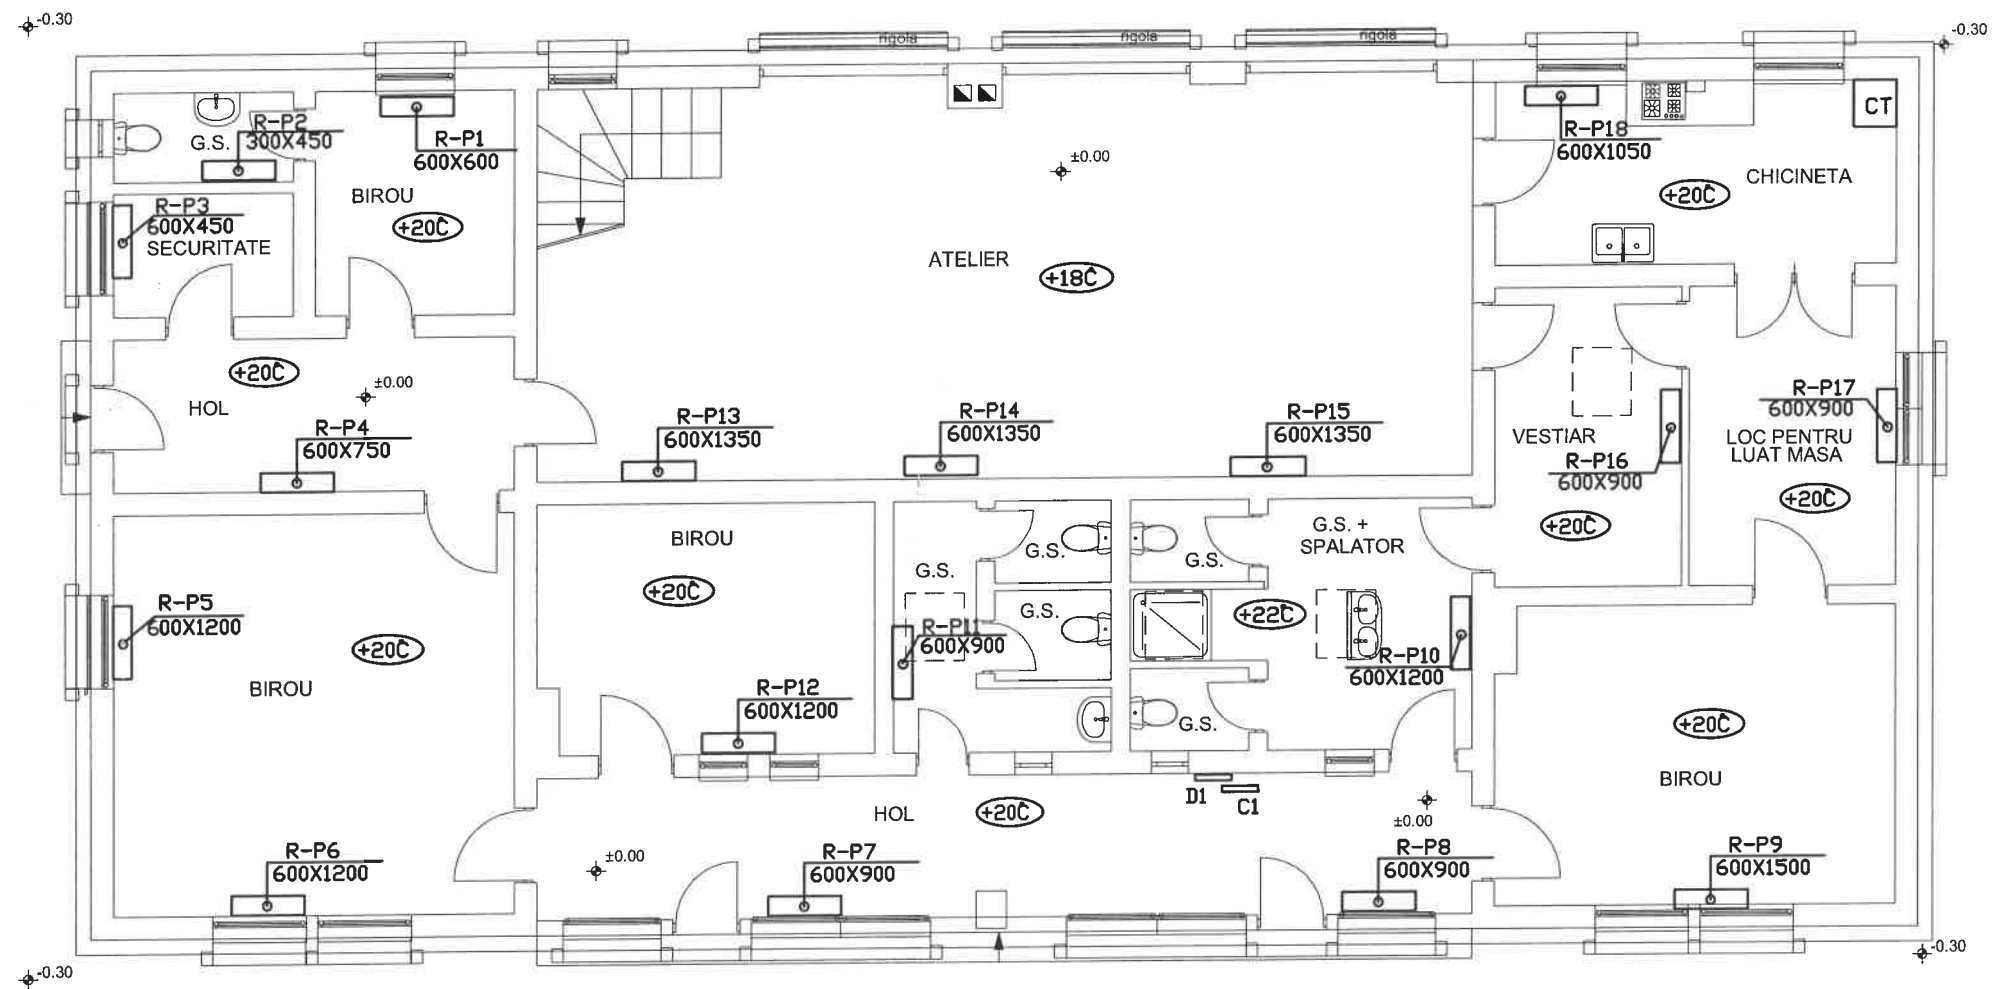 -0.30
-0.30
rigola
rigola
rigola
R-P2
300X450
G.S.
R-P1
600X600
BIROU
+20C
R-P3
600X450
SECURITATE
±0.00
ATELIER
+18C
R-P18
600X1050
CT
CHICINETA
+20C
+20C
±0.00
HOL
R-P4
600X750
R-P13
600X1350
R-P14
600X1350
R-P15
600X1350
VESTIAR
R-P16
600X900
+20C
R-P17
600X900
LOC PENTRU
LUAT MASA
+20C
BIROU
+20C
G.S.
G.S.
G.S.
R-P11
600X900
G.S.
G.S. +
SPALATOR
+22C
R-P10
600X1200
G.S.
R-P5
600X1200
+20C
BIROU
R-P12
600X1200
+20C
BIROU
D1
C1
HOL
+20C
±0.00
±0.00
R-P6
600X1200
R-P7
600X900
R-P8
600X900
R-P9
600X1500
-0.30
-0.30